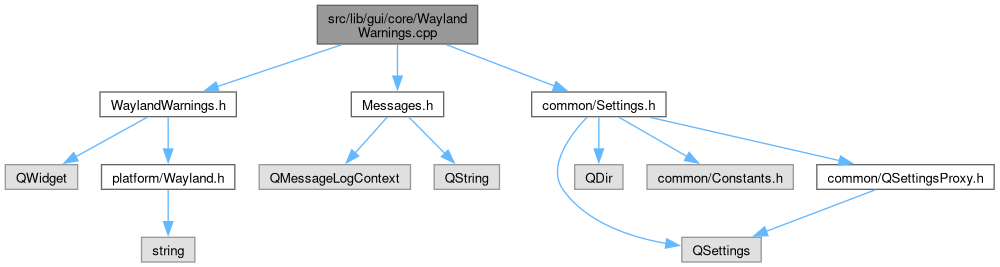 src/lib/gui/core/Wayland
Warnings.cpp
WaylandWarnings.h
Messages.h
common/Settings.h
QWidget
platform/Wayland.h
QMessageLogContext
QString
QDir
common/Constants.h
common/QSettingsProxy.h
string
QSettings